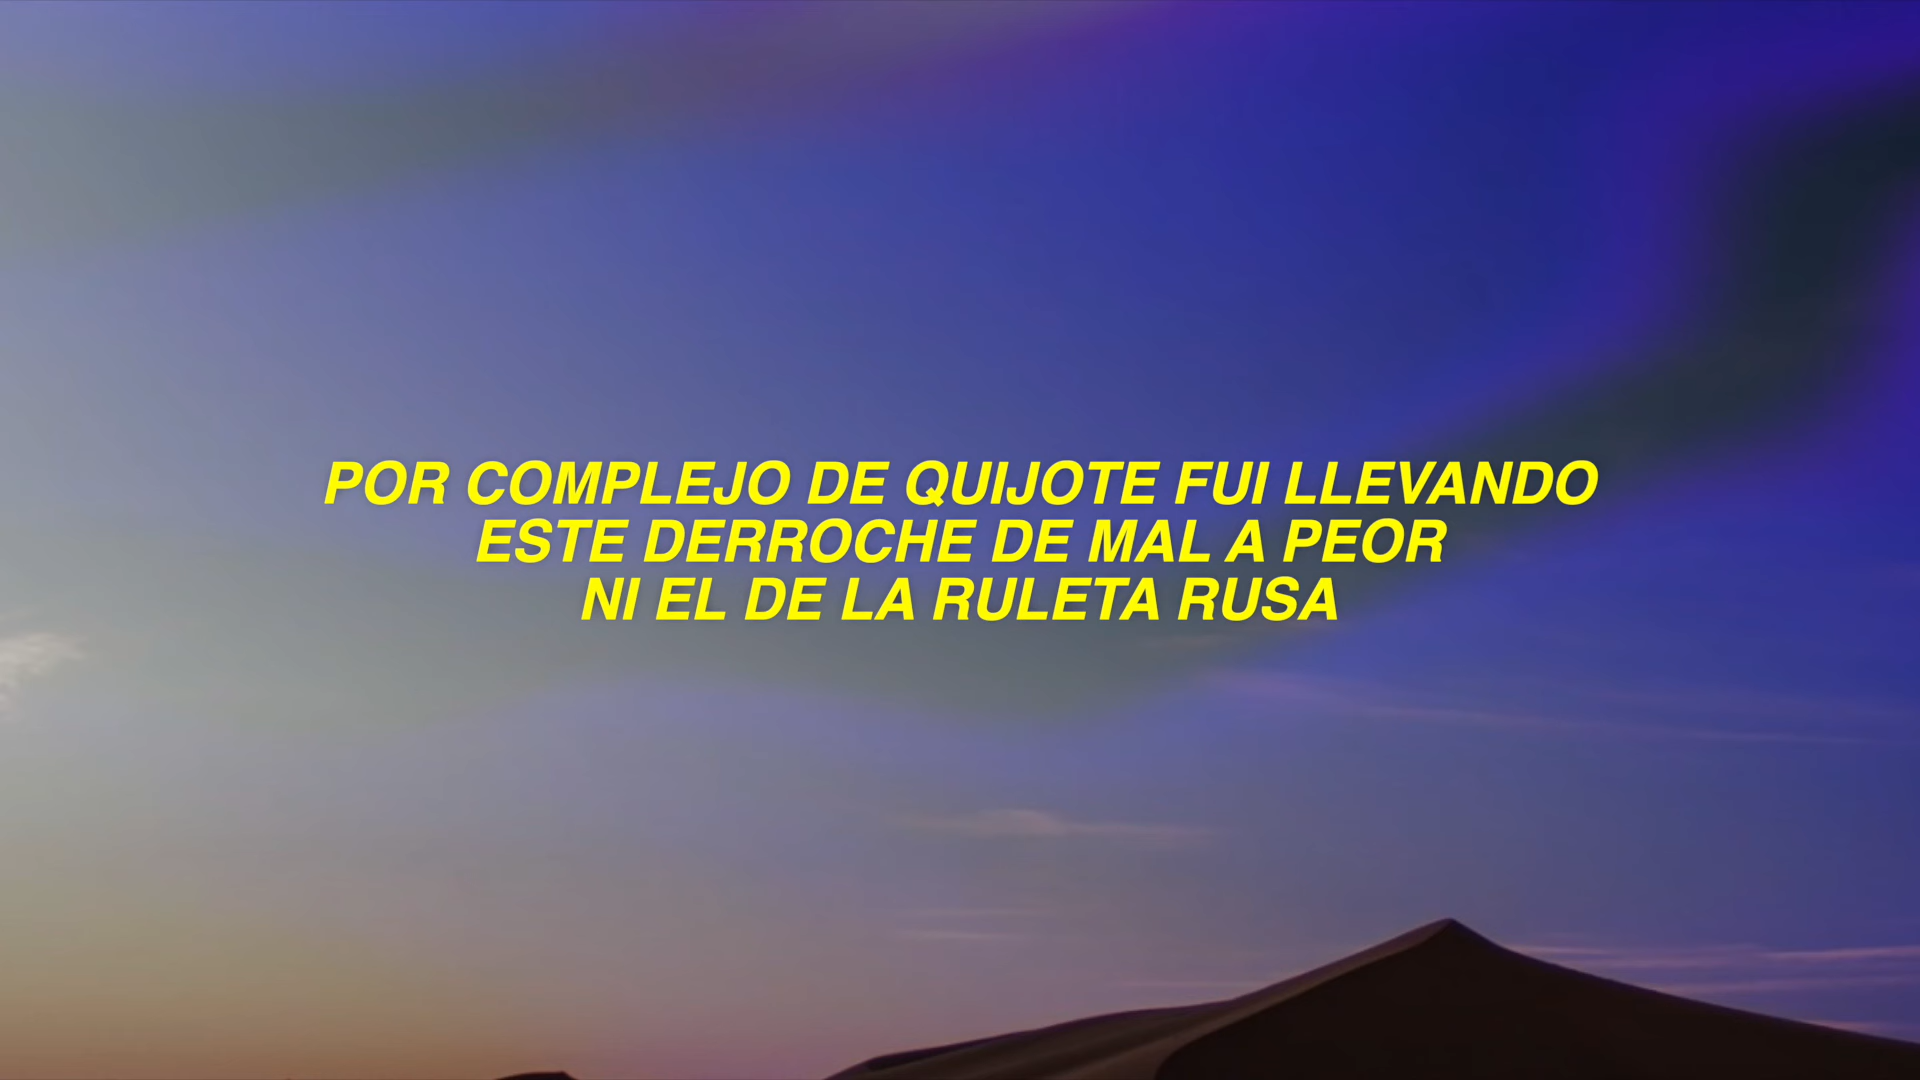 POR COMPLEJO DE QUIJOTE FUI LLEVANDO
ESTE DERROCHE DE MAL A PEOR
NI EL DE LA RULETA RUSA